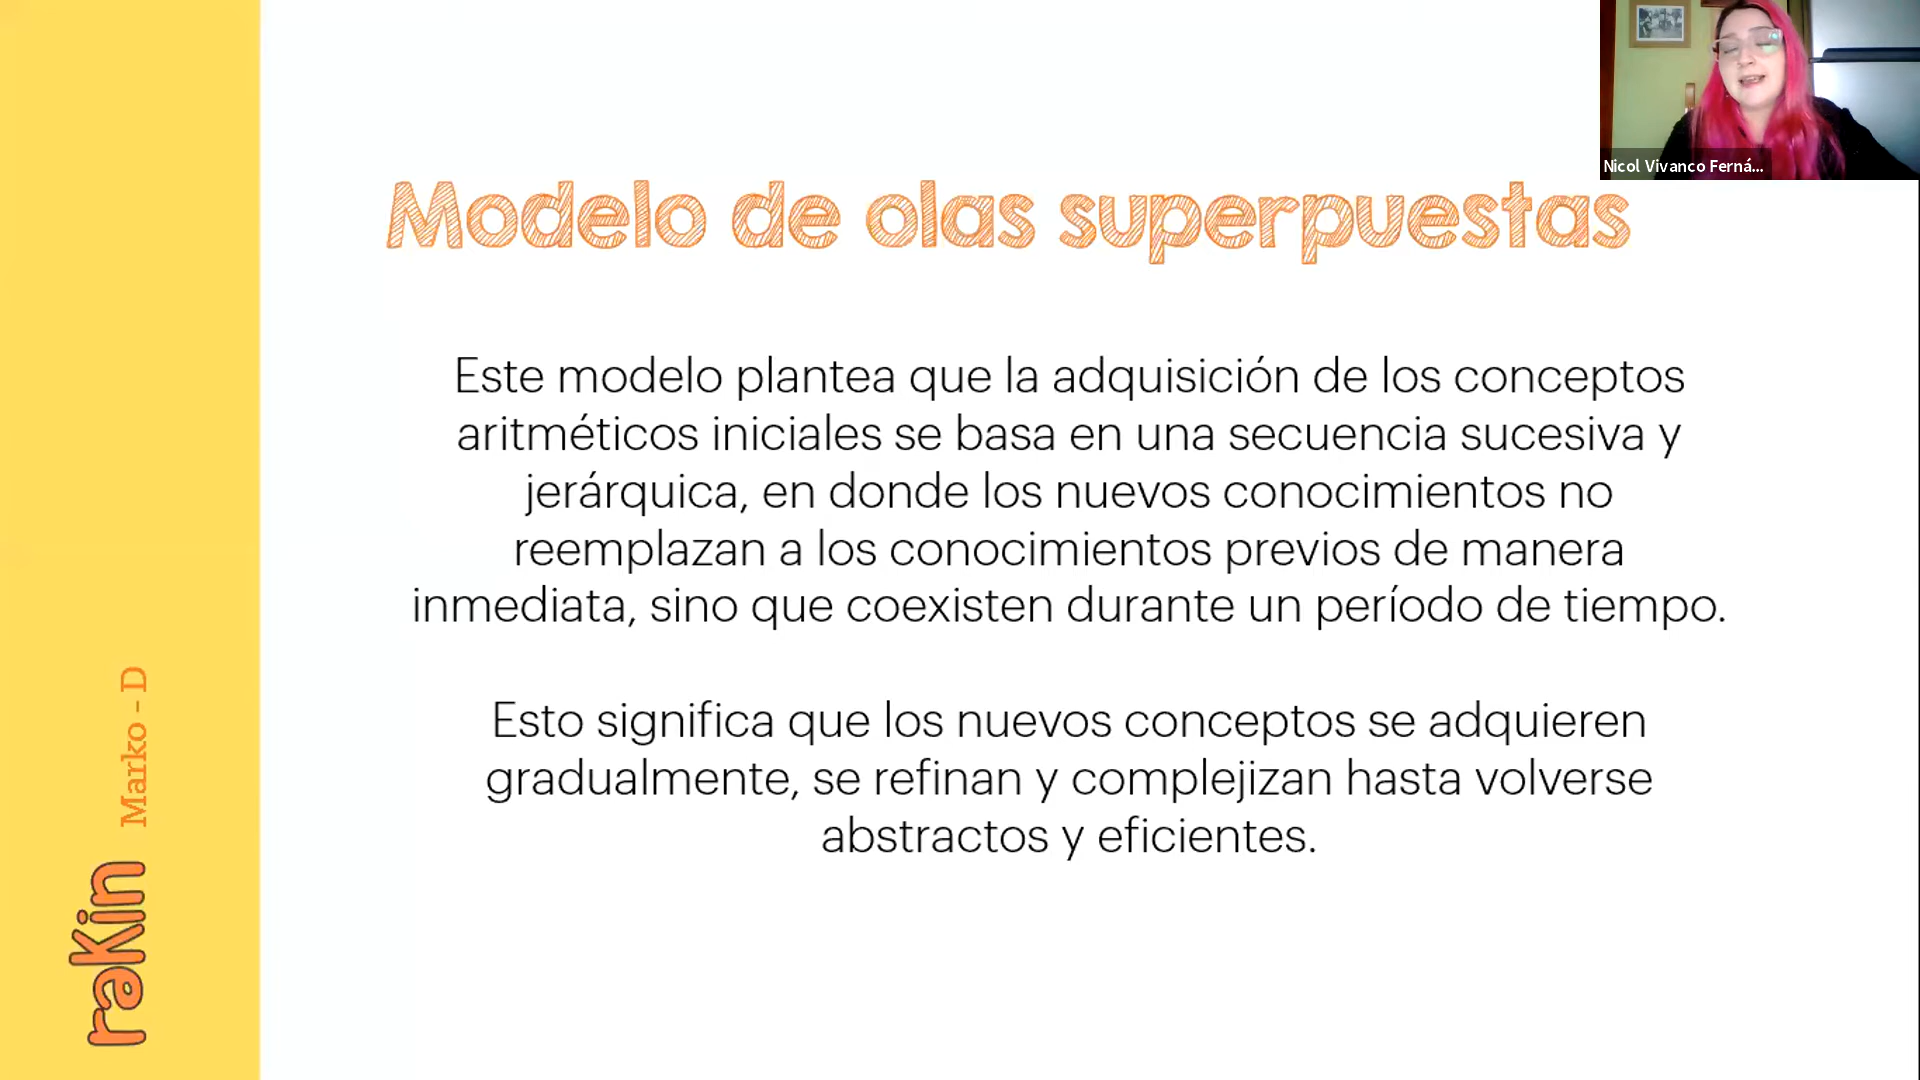 Nicol Vivanco Ferná...
Modelo de olas superpuestas
Este modelo plantea que la adquisición de los conceptos
aritméticos iniciales se basa en una secuencia sucesiva y
jerárquica, en donde los nuevos conocimientos no
reemplazan a los conocimientos previos de manera
inmediata, sino que coexisten durante un período de tiempo.
Esto significa que los nuevos conceptos se adquieren
gradualmente, se refinan y complejizan hasta volverse
abstractos y eficientes.
rəkin Marko - D